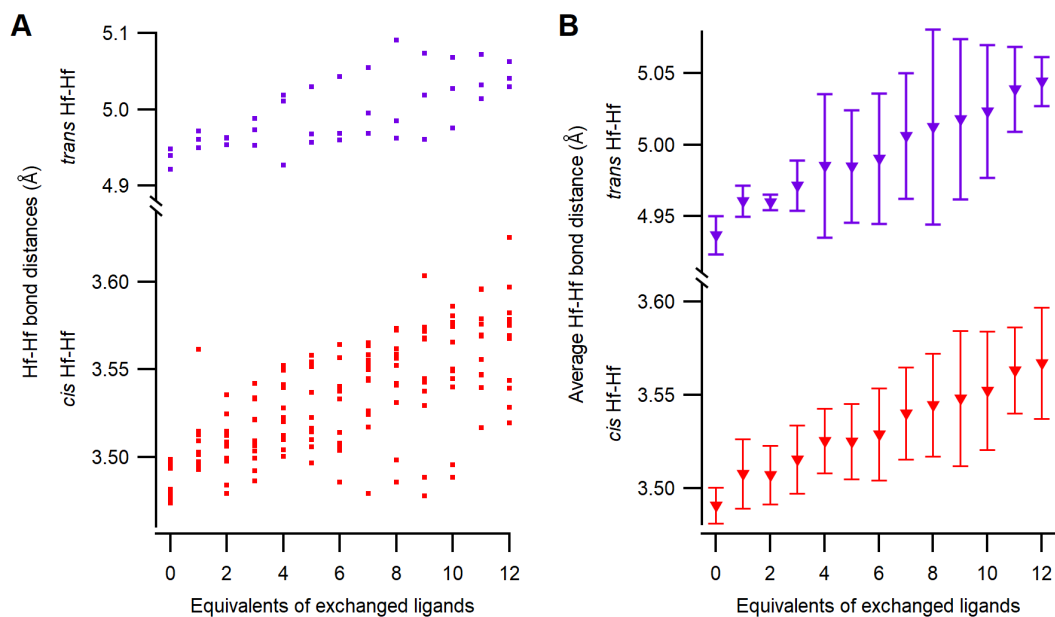 A
Hf-Hf bond distances (Å)
trans Hf-Hf
cis Hf-Hf
5.1
5.0
4.9
3.60
3.55
3.50
0 2 4 6 8 10 12
Equivalents of exchanged ligands
B
Average Hf-Hf bond distance (Å)
trans Hf-Hf
cis Hf-Hf
5.05
5.00
4.95
3.60
3.55
3.50
0 2 4 6 8 10 12
Equivalents of exchanged ligands